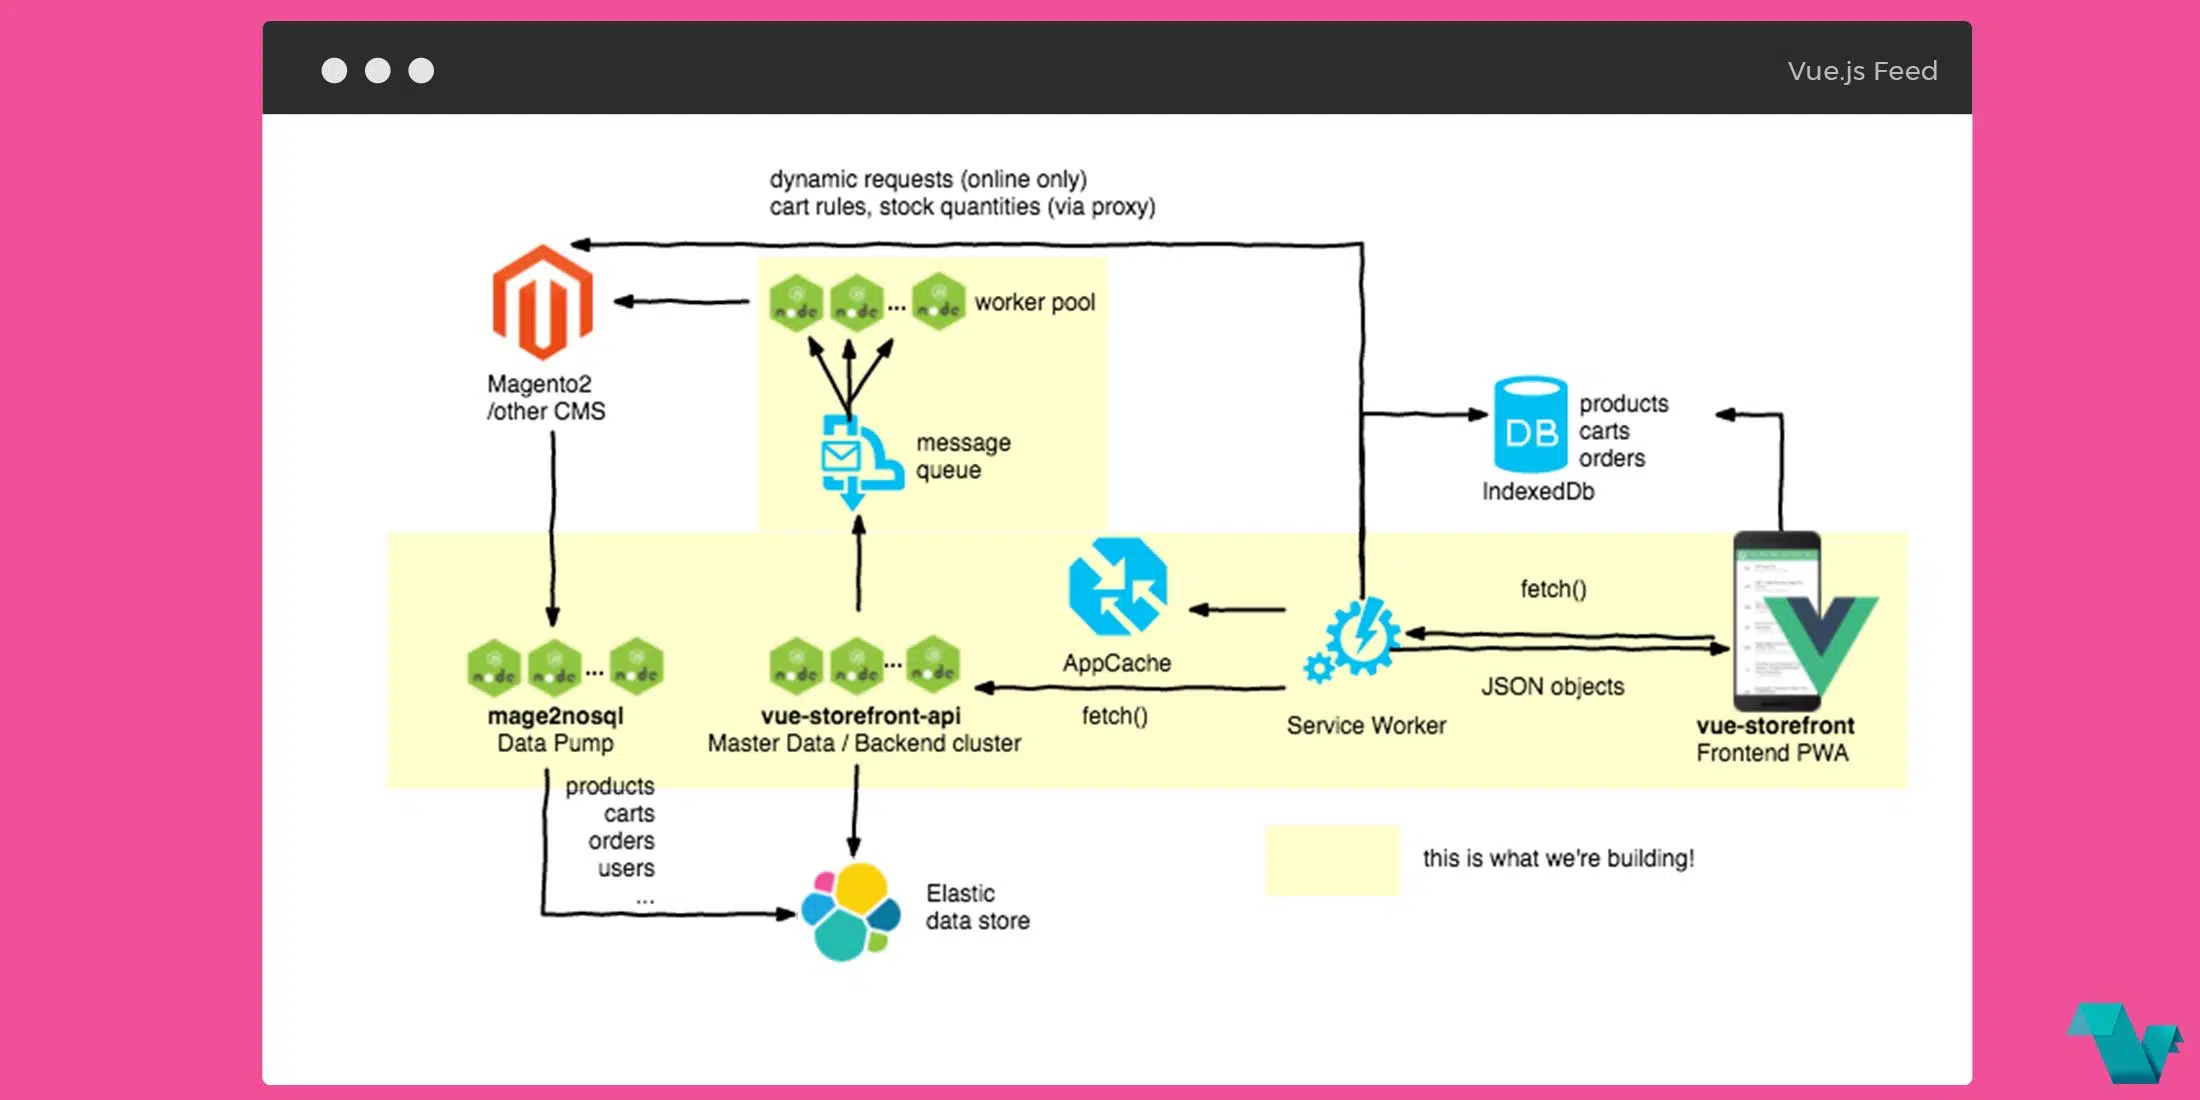 Vue.js Feed
dynamic requests (online only)
cart rules, stock quantities (via proxy)
node node ... node worker pool
Magento2
/other CMS
message
queue
DB
products
carts
orders
IndexedDb
fetch()
AppCache
JSON objects
node node ... node
mage2nosql
Data Pump
node node ... node
vue-storefront-api
Master Data / Backend cluster
fetch()
Service Worker
vue-storefront
Frontend PWA
products
carts
orders
users
...
Elastic
data store
this is what we're building!